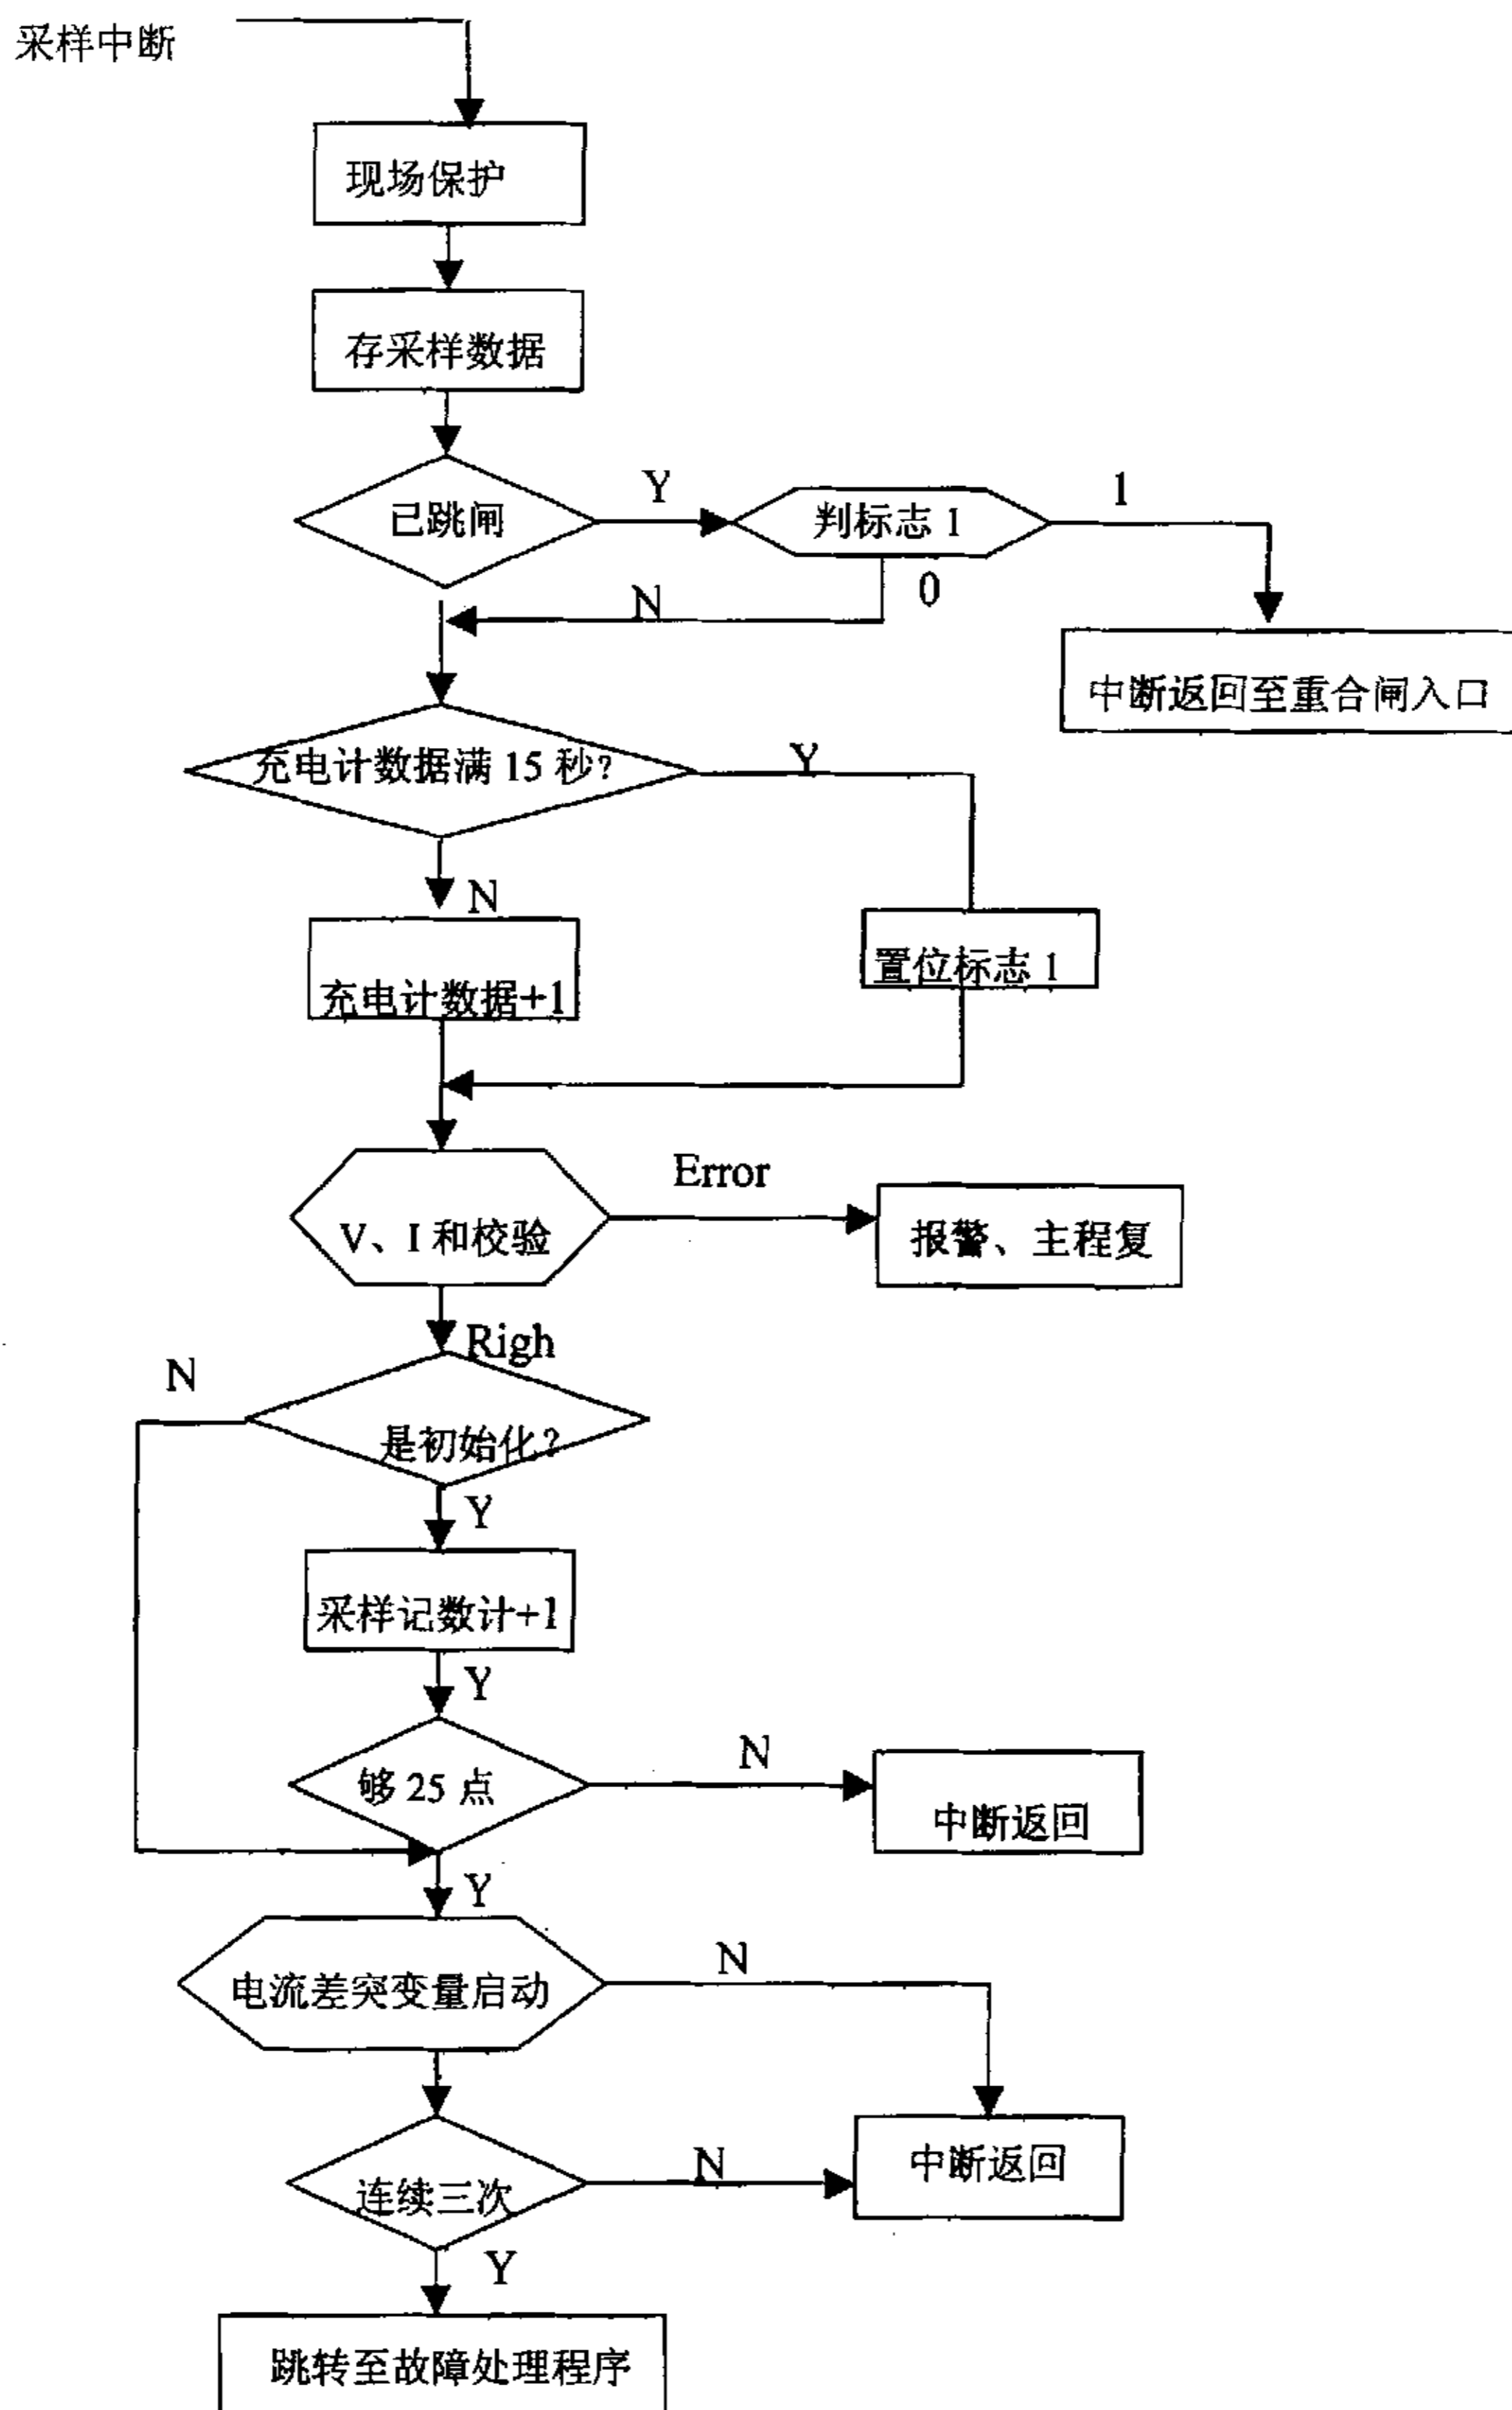 采样中断
现场保护
存采样数据
已跳闸
Y
判标志 1
1
N
0
中断返回至重合闸入口
充电计数据满 15 秒?
Y
N
充电计数据+1
置位标志 1
V、I 和校验
Error
报警、主程复
Righ
N
是初始化?
Y
采样记数计+1
Y
够 25 点
N
中断返回
Y
电流差突变量启动
N
连续三次
N
中断返回
Y
跳转至故障处理程序